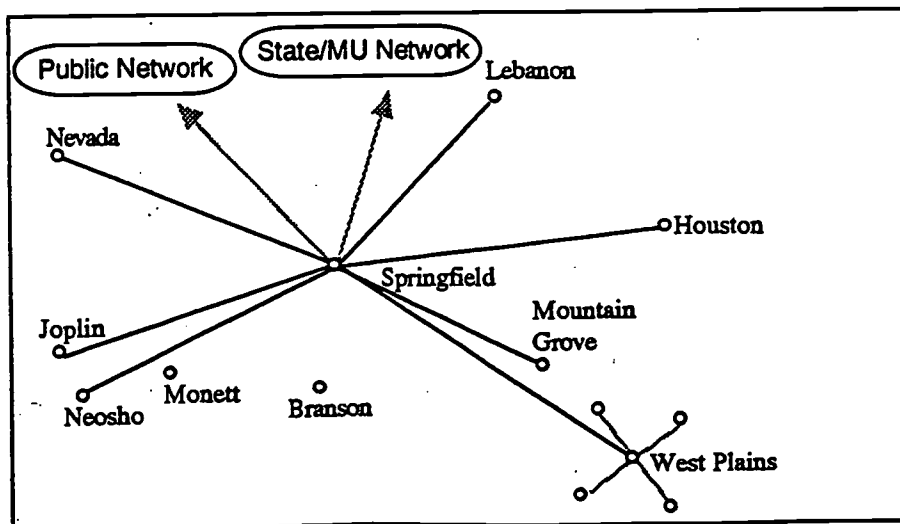 State/MU Network
Public Network
Lebanon
Nevada
Houston
Springfield
Mountain
Grove
Joplin
Monett
Neosho
Branson
West Plains